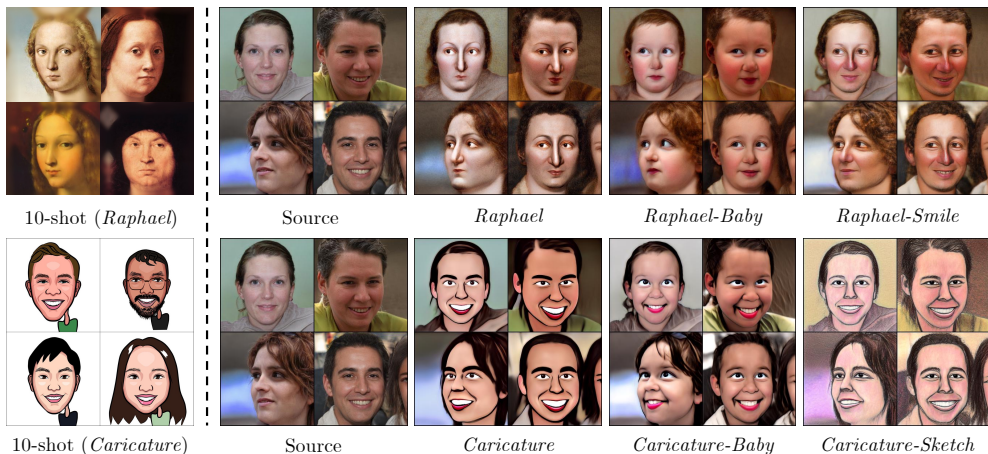 10-shot (Raphael)
Source
Raphael
Raphael-Baby
Raphael-Smile
10-shot (Caricature)
Source
Caricature
Caricature-Baby
Caricature-Sketch